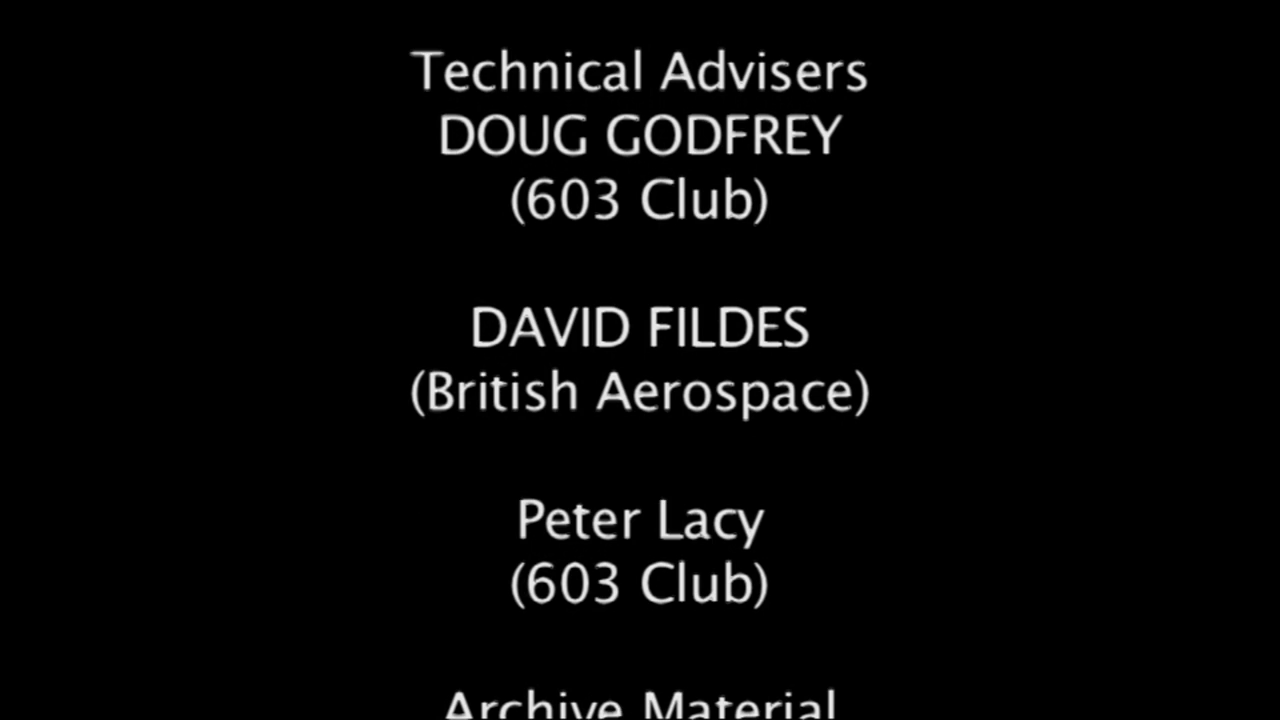 Technical Advisers
DOUG GODFREY
(603 Club)
DAVID FILDES
(British Aerospace)
Peter Lacy
(603 Club)
Archive Material